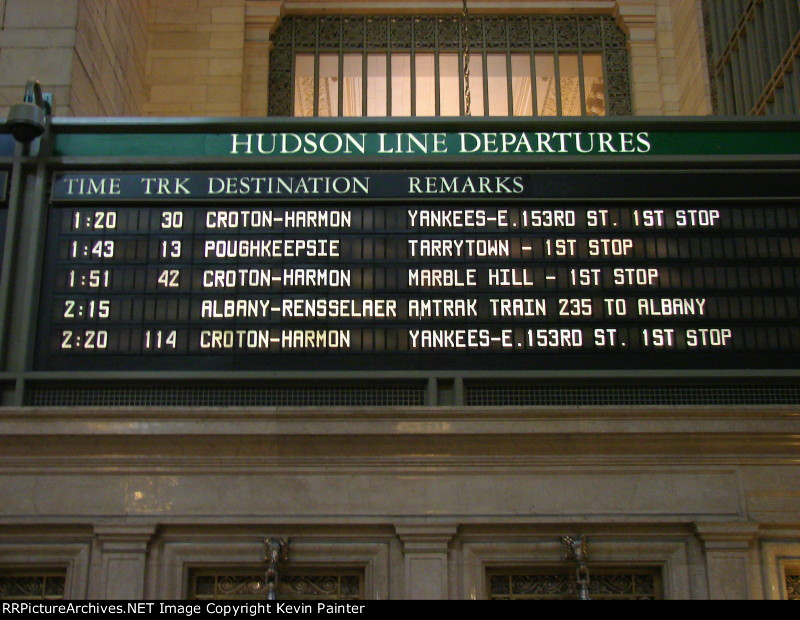 HUDSON LINE DEPARTURES
TIME TRK DESTINATION REMARKS
1:20 30 CROTON-HARMON YANKEES-E.153RD ST. 1ST STOP
1:43 13 POUGHKEEPSIE TARRYTOWN - 1ST STOP
1:51 42 CROTON-HARMON MARBLE HILL - 1ST STOP
2:15 ALBANY-RENSSELAER AMTRAK TRAIN 235 TO ALBANY
2:20 114 CROTON-HARMON YANKEES-E.153RD ST. 1ST STOP
RRPictureArchives.NET Image Copyright Kevin Painter